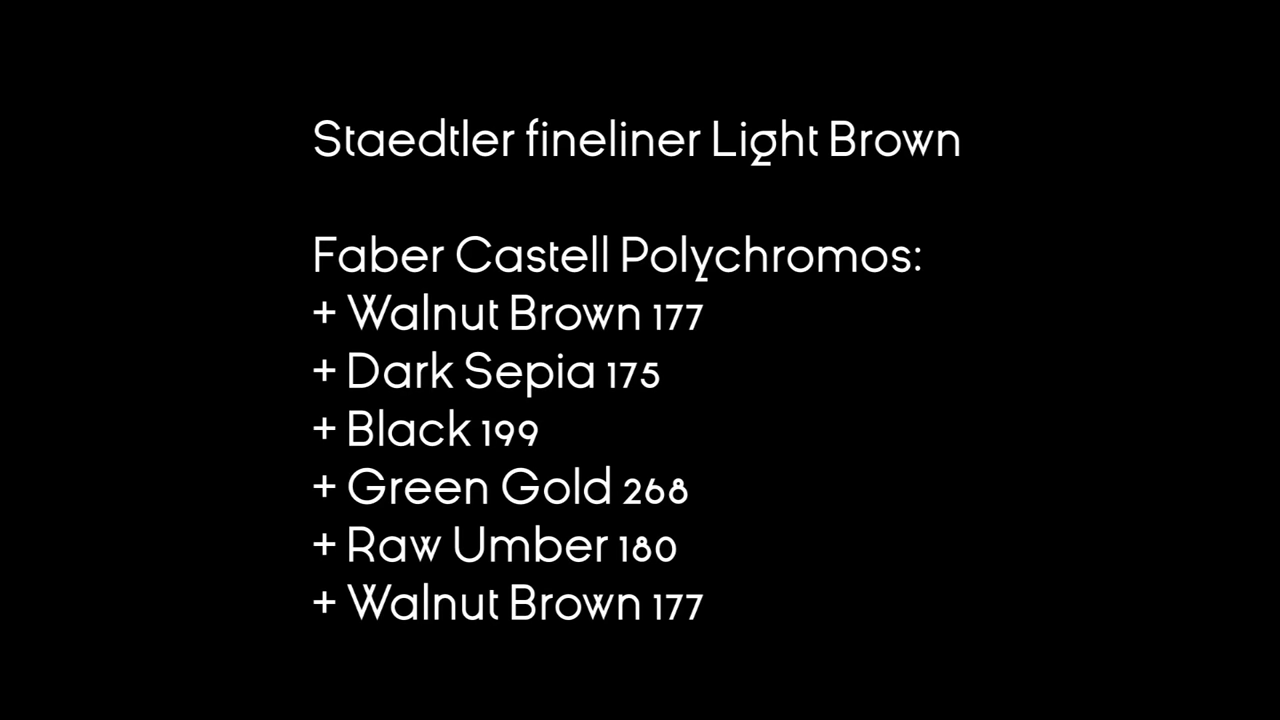 Staedtler fineliner Light Brown
Faber Castell Polychromos:
+ Walnut Brown 177
+ Dark Sepia 175
+ Black 199
+ Green Gold 268
+ Raw Umber 180
+ Walnut Brown 177